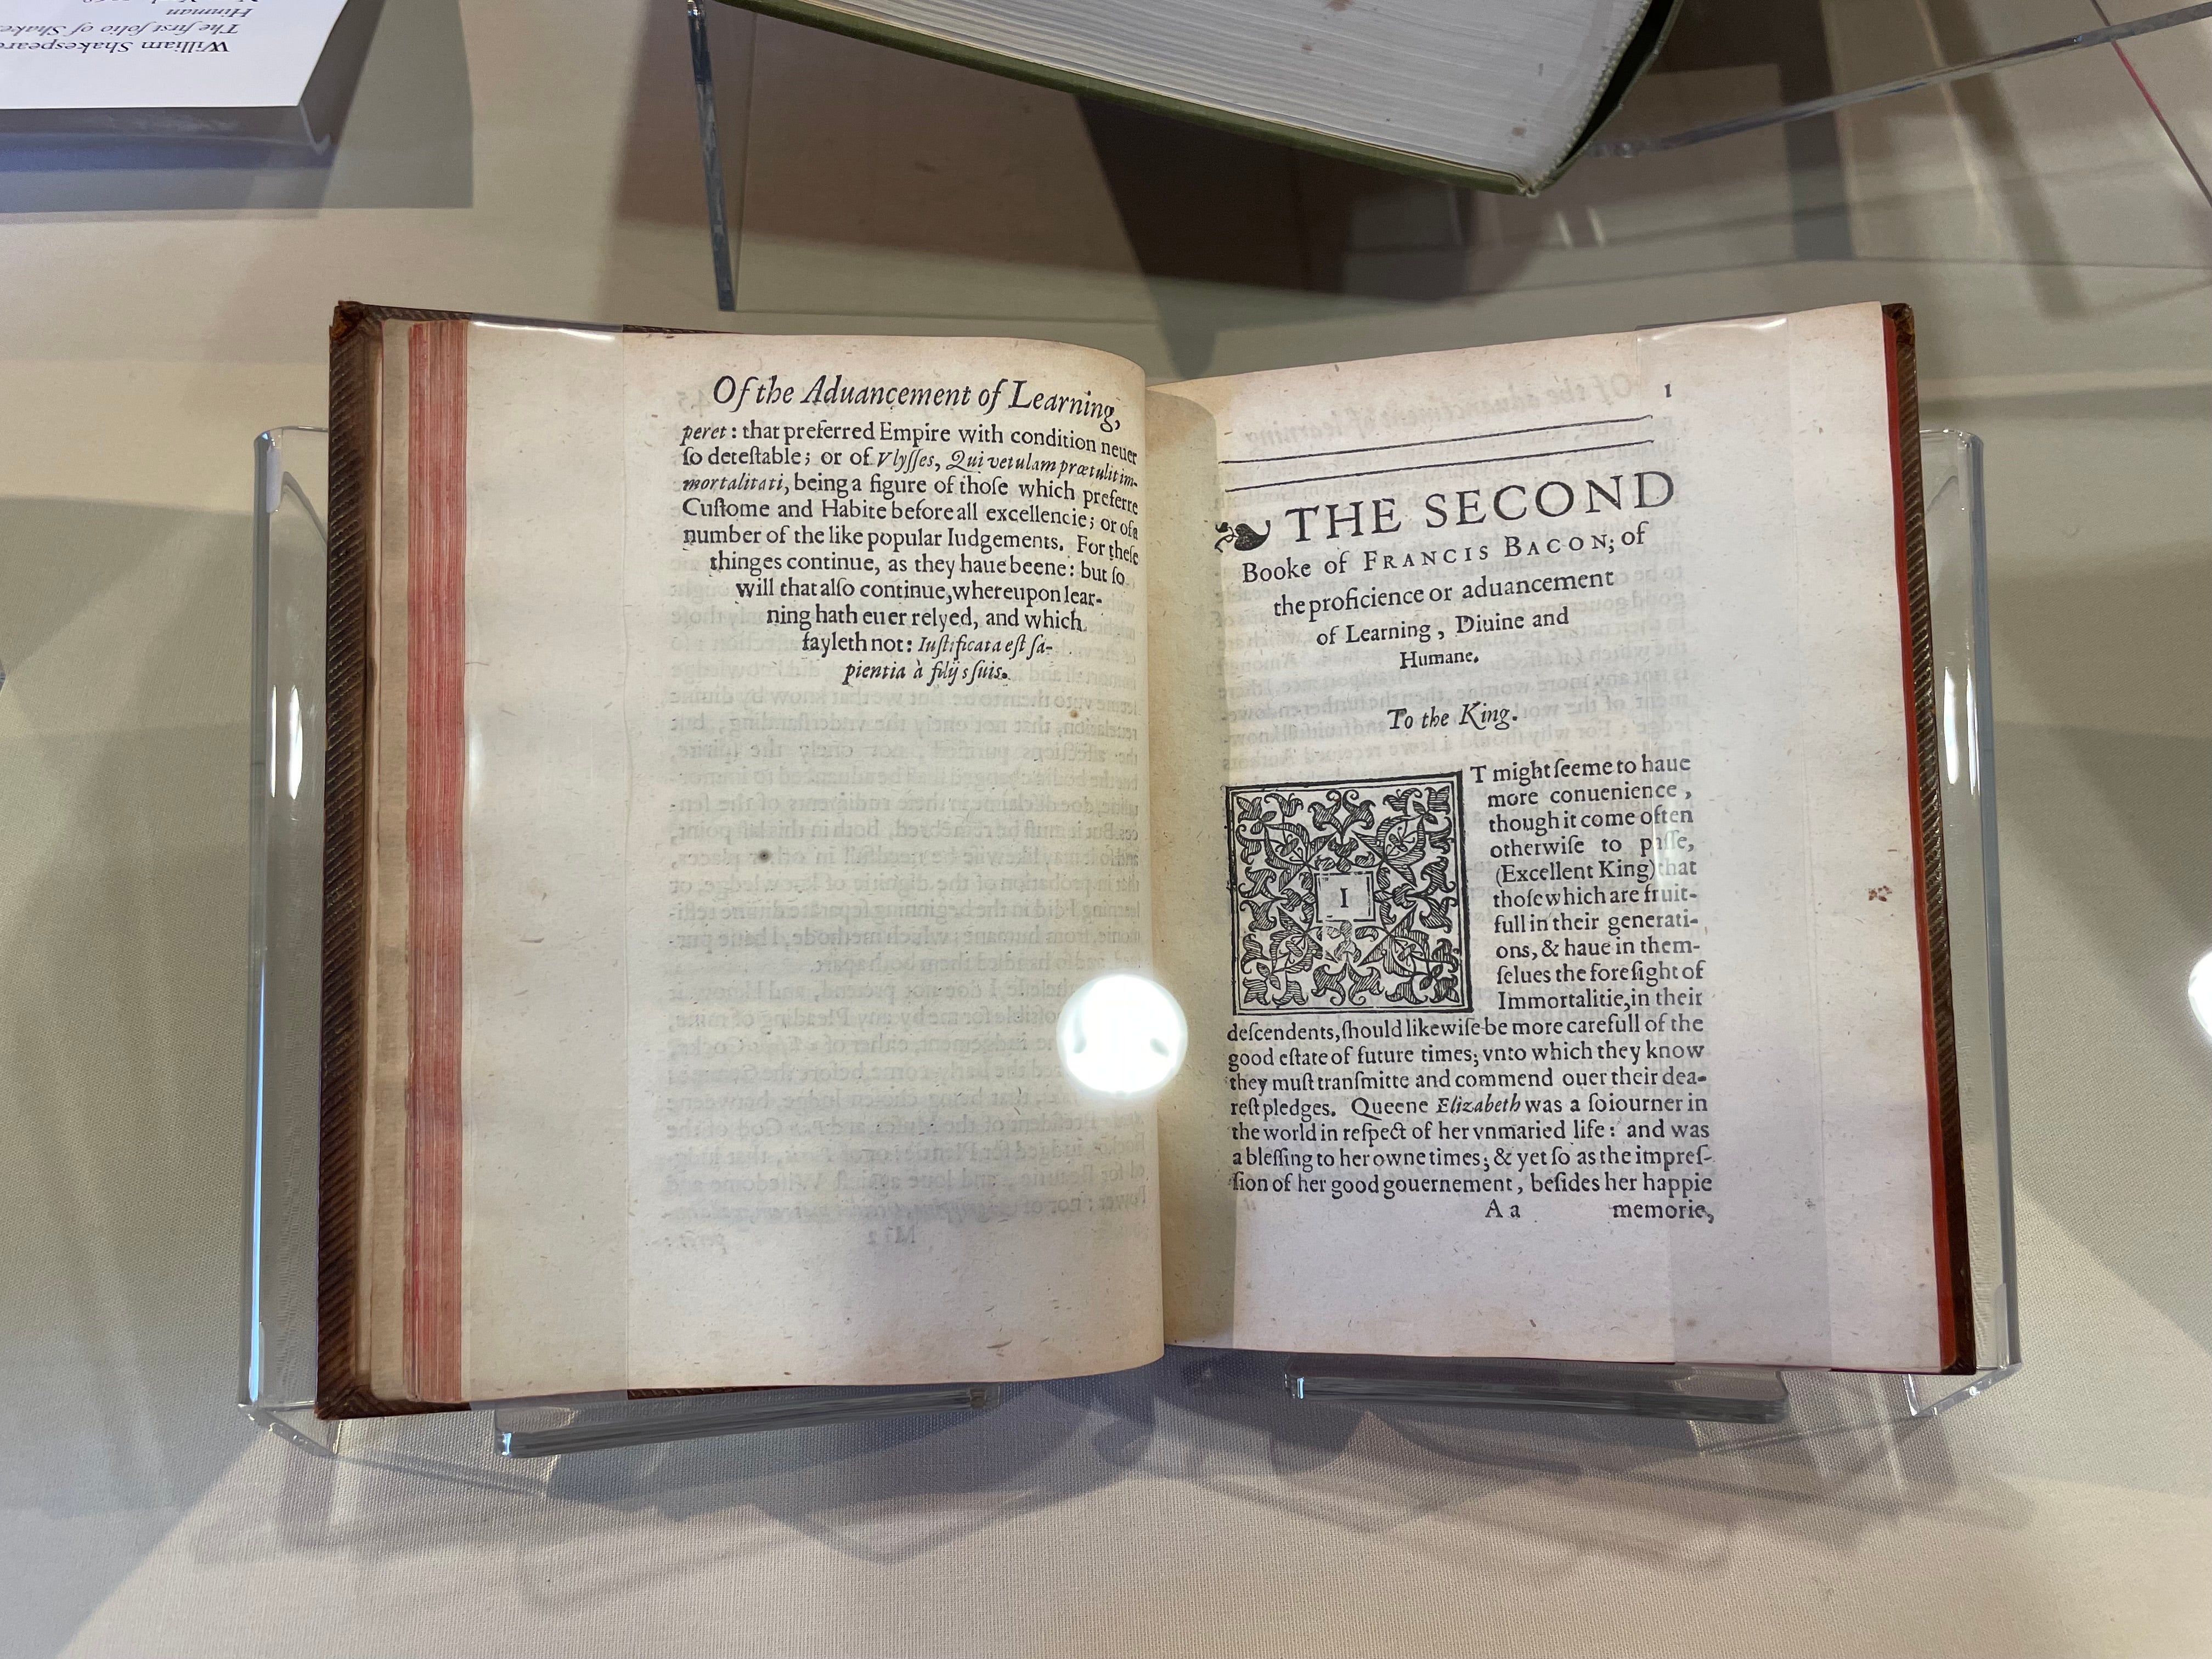 William Shakespeare
The first folio of Shake
Hinman
Of the Aduancement of Learning,
peret: that preferred Empire with condition neuer
ſo deteſtable; or of Vlyſſes, Qui vetulam prætulit im-
mortalitati, being a figure of thoſe which preferre
Cuſtome and Habite before all excellencie; or of a
number of the like popular Iudgements. For theſe
thinges continue, as they haue beene: but ſo
will that alſo continue, whereupon lear-
ning hath euer relyed, and which
fayleth not: Iuſtificata eſt ſa-
pientia à filijs ſuis.
1
THE SECOND
Booke of FRANCIS BACON; of
the proficience or aduancement
of Learning, Diuine and
Humane.
To the King.
IT might ſeeme to haue
more conuenience,
though it come often
otherwiſe to paſſe,
(Excellent King) that
thoſe which are fruit-
full in their generati-
ons, & haue in them-
ſelues the foreſight of
Immortalitie, in their
deſcendents, ſhould likewiſe be more carefull of the
good eſtate of future times; vnto which they know
they muſt tranſmitte and commend ouer their dea-
reſt pledges. Queene Elizabeth was a ſoiourner in
the world in reſpect of her vnmaried life: and was
a bleſſing to her owne times; & yet ſo as the impreſ-
ſion of her good gouernement, beſides her happie
A a memorie,